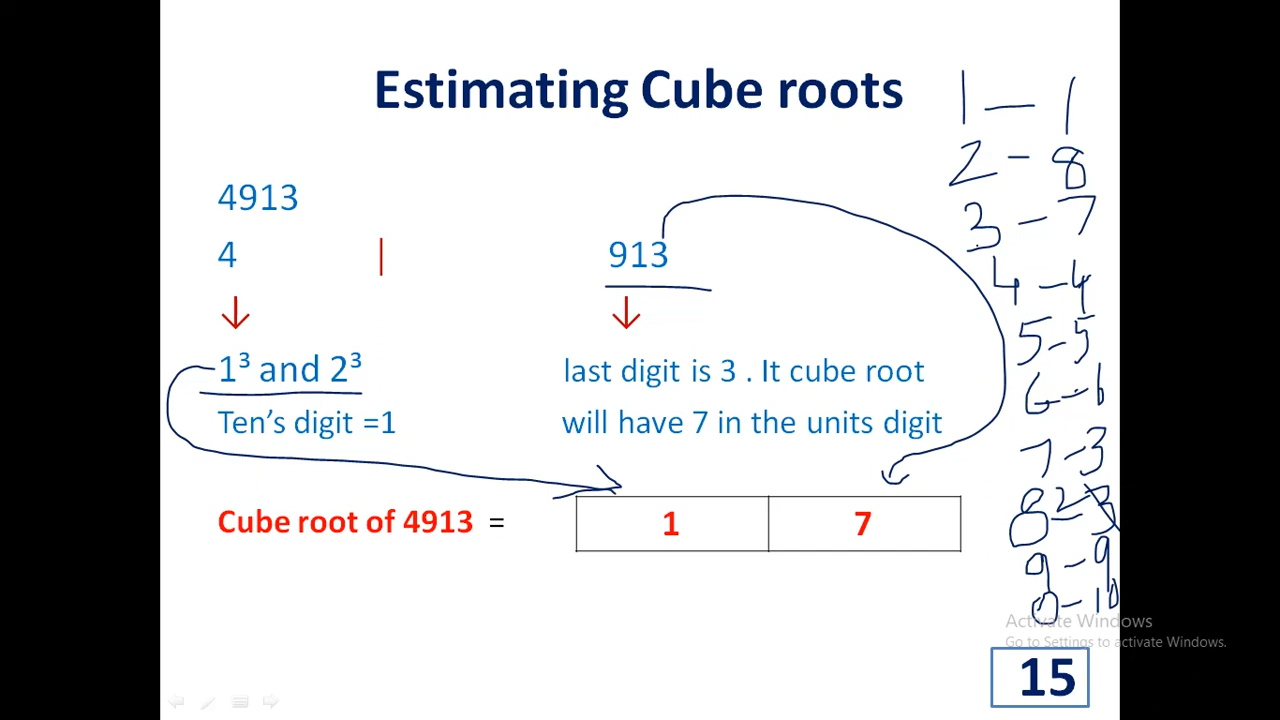 Estimating Cube roots
4913
4 | 913
↓ ↓
1³ and 2³
Ten's digit =1
last digit is 3 . It cube root
will have 7 in the units digit
Cube root of 4913 = 1 7
1 – 1
2 – 8
3 – 7
4 – 4
5 – 5
6 – 6
7 – 3
8 – 2
9 – 9
0 – 10
Activate Windows
Go to Settings to activate Windows.
15